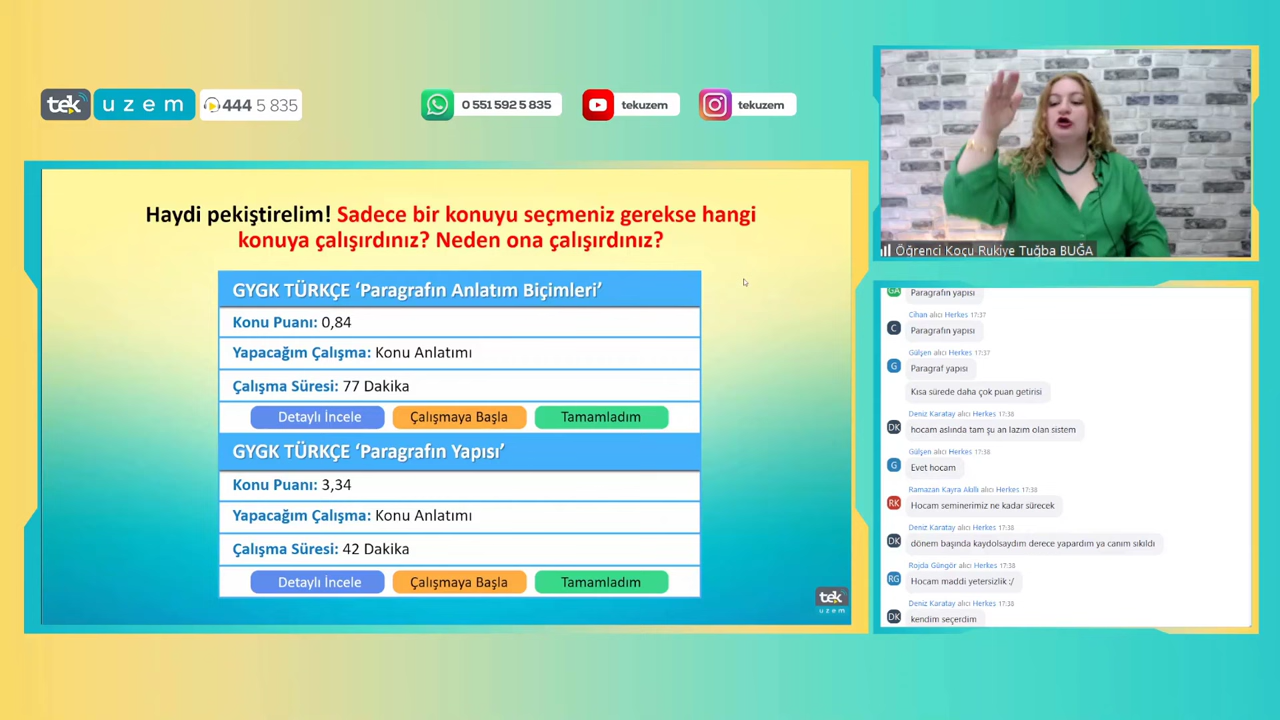 tek uzem 444 5 835
0 551 592 5 835
tekuzem
tekuzem
Haydi pekiştirelim! Sadece bir konuyu seçmeniz gerekse hangi
konuya çalışırdınız? Neden ona çalışırdınız?
GYGK TÜRKÇE ‘Paragrafın Anlatım Biçimleri’
Konu Puanı: 0,84
Yapacağım Çalışma: Konu Anlatımı
Çalışma Süresi: 77 Dakika
Detaylı İncele Çalışmaya Başla Tamamladım
GYGK TÜRKÇE ‘Paragrafın Yapısı’
Konu Puanı: 3,34
Yapacağım Çalışma: Konu Anlatımı
Çalışma Süresi: 42 Dakika
Detaylı İncele Çalışmaya Başla Tamamladım
tek
uzem
Öğrenci Koçu Rukiye Tuğba BUĞA
GA Paragrafın yapısı
Cihan alıcı Herkes 17:37
C Paragrafın yapısı
Gülşen alıcı Herkes 17:37
G Paragraf yapısı
Kısa sürede daha çok puan getirisi
Deniz Karatay alıcı Herkes 17:38
DK hocam aslında tam şu an lazım olan sistem
Gülşen alıcı Herkes 17:38
G Evet hocam
Ramazan Kayra Akıllı alıcı Herkes 17:38
RK Hocam seminerimiz ne kadar sürecek
Deniz Karatay alıcı Herkes 17:38
DK dönem başında kaydolsaydım derece yapardım ya canım sıkıldı
Rojda Güngör alıcı Herkes 17:38
RG Hocam maddi yetersizlik :/
Deniz Karatay alıcı Herkes 17:38
DK kendim seçerdim